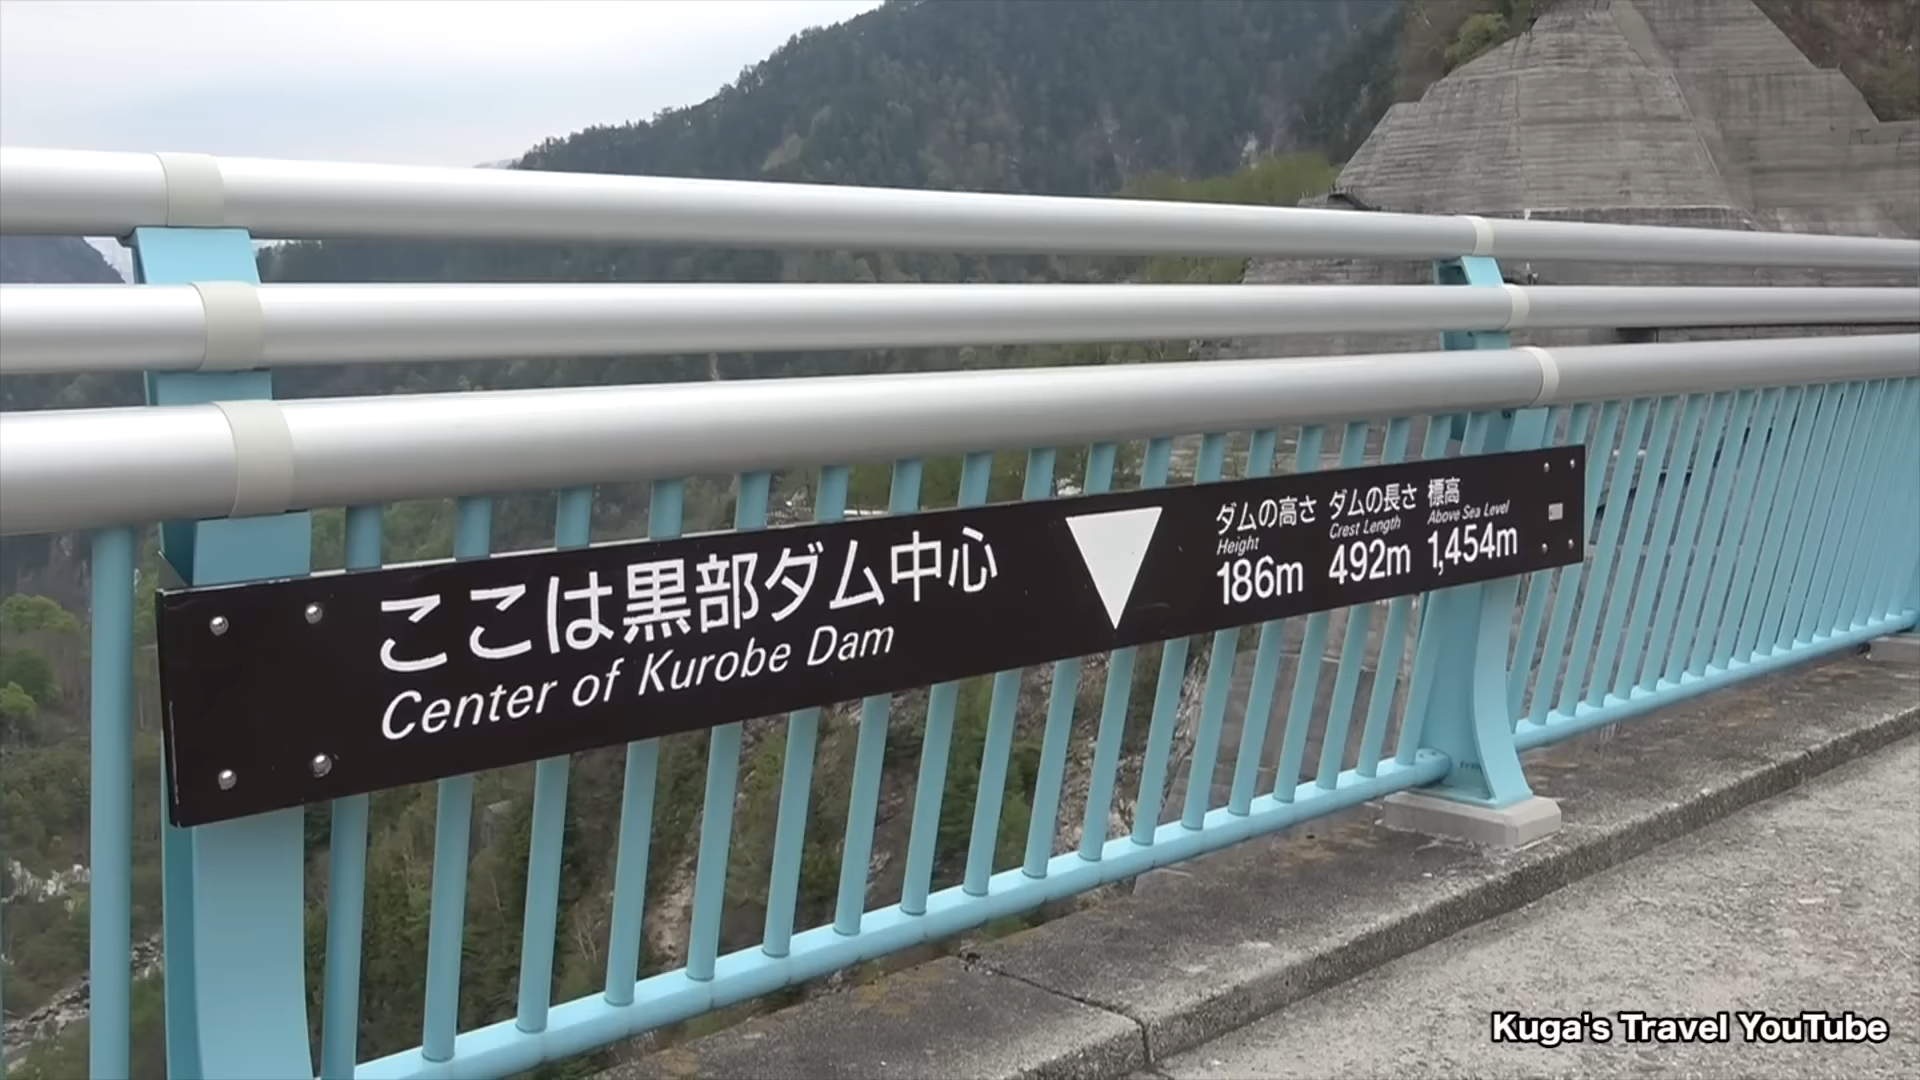 ここは黒部ダム中心
Center of Kurobe Dam
ダムの高さ
Height
186m
ダムの長さ
Crest Length
492m
標高
Above Sea Level
1,454m
Kuga's Travel YouTube